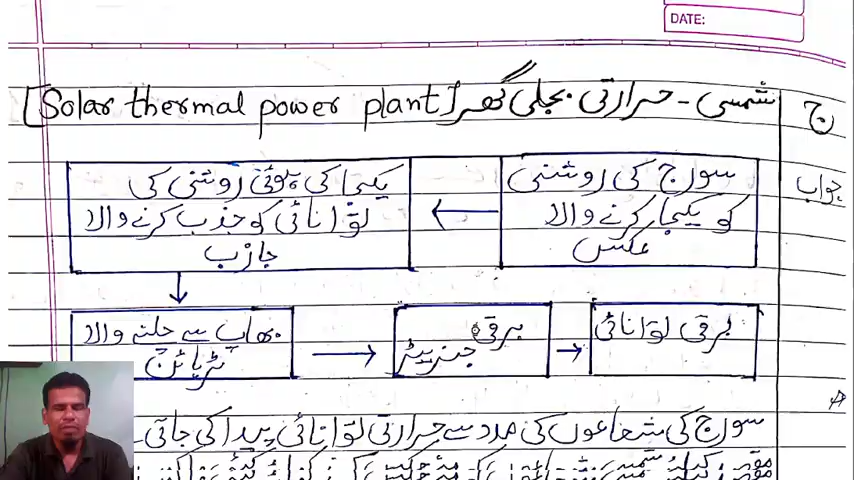 DATE:
ج شمسی - حرارتی بجلی گھر [Solar thermal power plant]
جواب
سورج کی روشنی
کو یکجا کرنے والا
عکس
یکجا کی ہوئی روشنی کی
توانائی کو جذب کرنے والا
جاذب
بھاپ سے چلنے والا
ٹربائن
برقی
جنریٹر
برقی توانائی
سورج کی شعاعوں کی مدد سے حرارتی توانائی پیدا کی جاتی۔